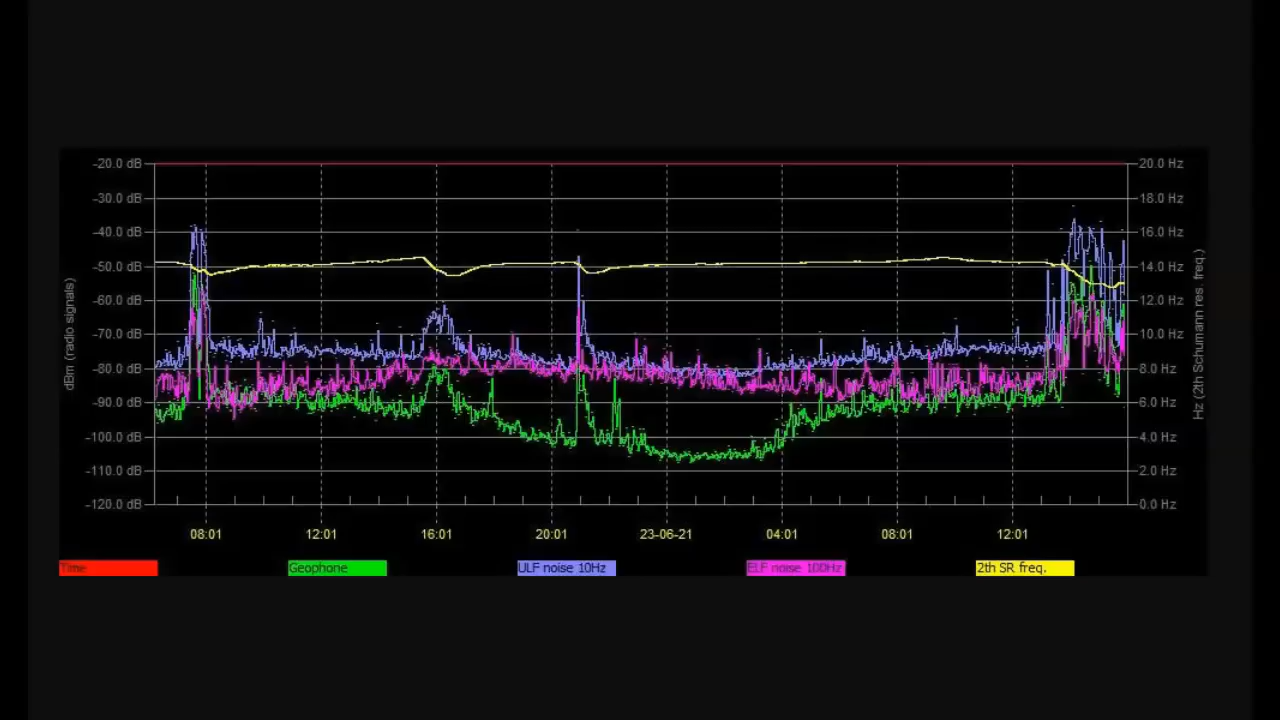 -20.0 dB
-30.0 dB
-40.0 dB
-50.0 dB
-60.0 dB
-70.0 dB
-80.0 dB
-90.0 dB
-100.0 dB
-110.0 dB
-120.0 dB
dBm (radio signals)
20.0 Hz
18.0 Hz
16.0 Hz
14.0 Hz
12.0 Hz
10.0 Hz
8.0 Hz
6.0 Hz
4.0 Hz
2.0 Hz
0.0 Hz
Hz (2th Schumann res. freq.)
08:01 12:01 16:01 20:01 23-06-21 04:01 08:01 12:01
Time Geophone ULF noise 10Hz ELF noise 100Hz 2th SR freq.